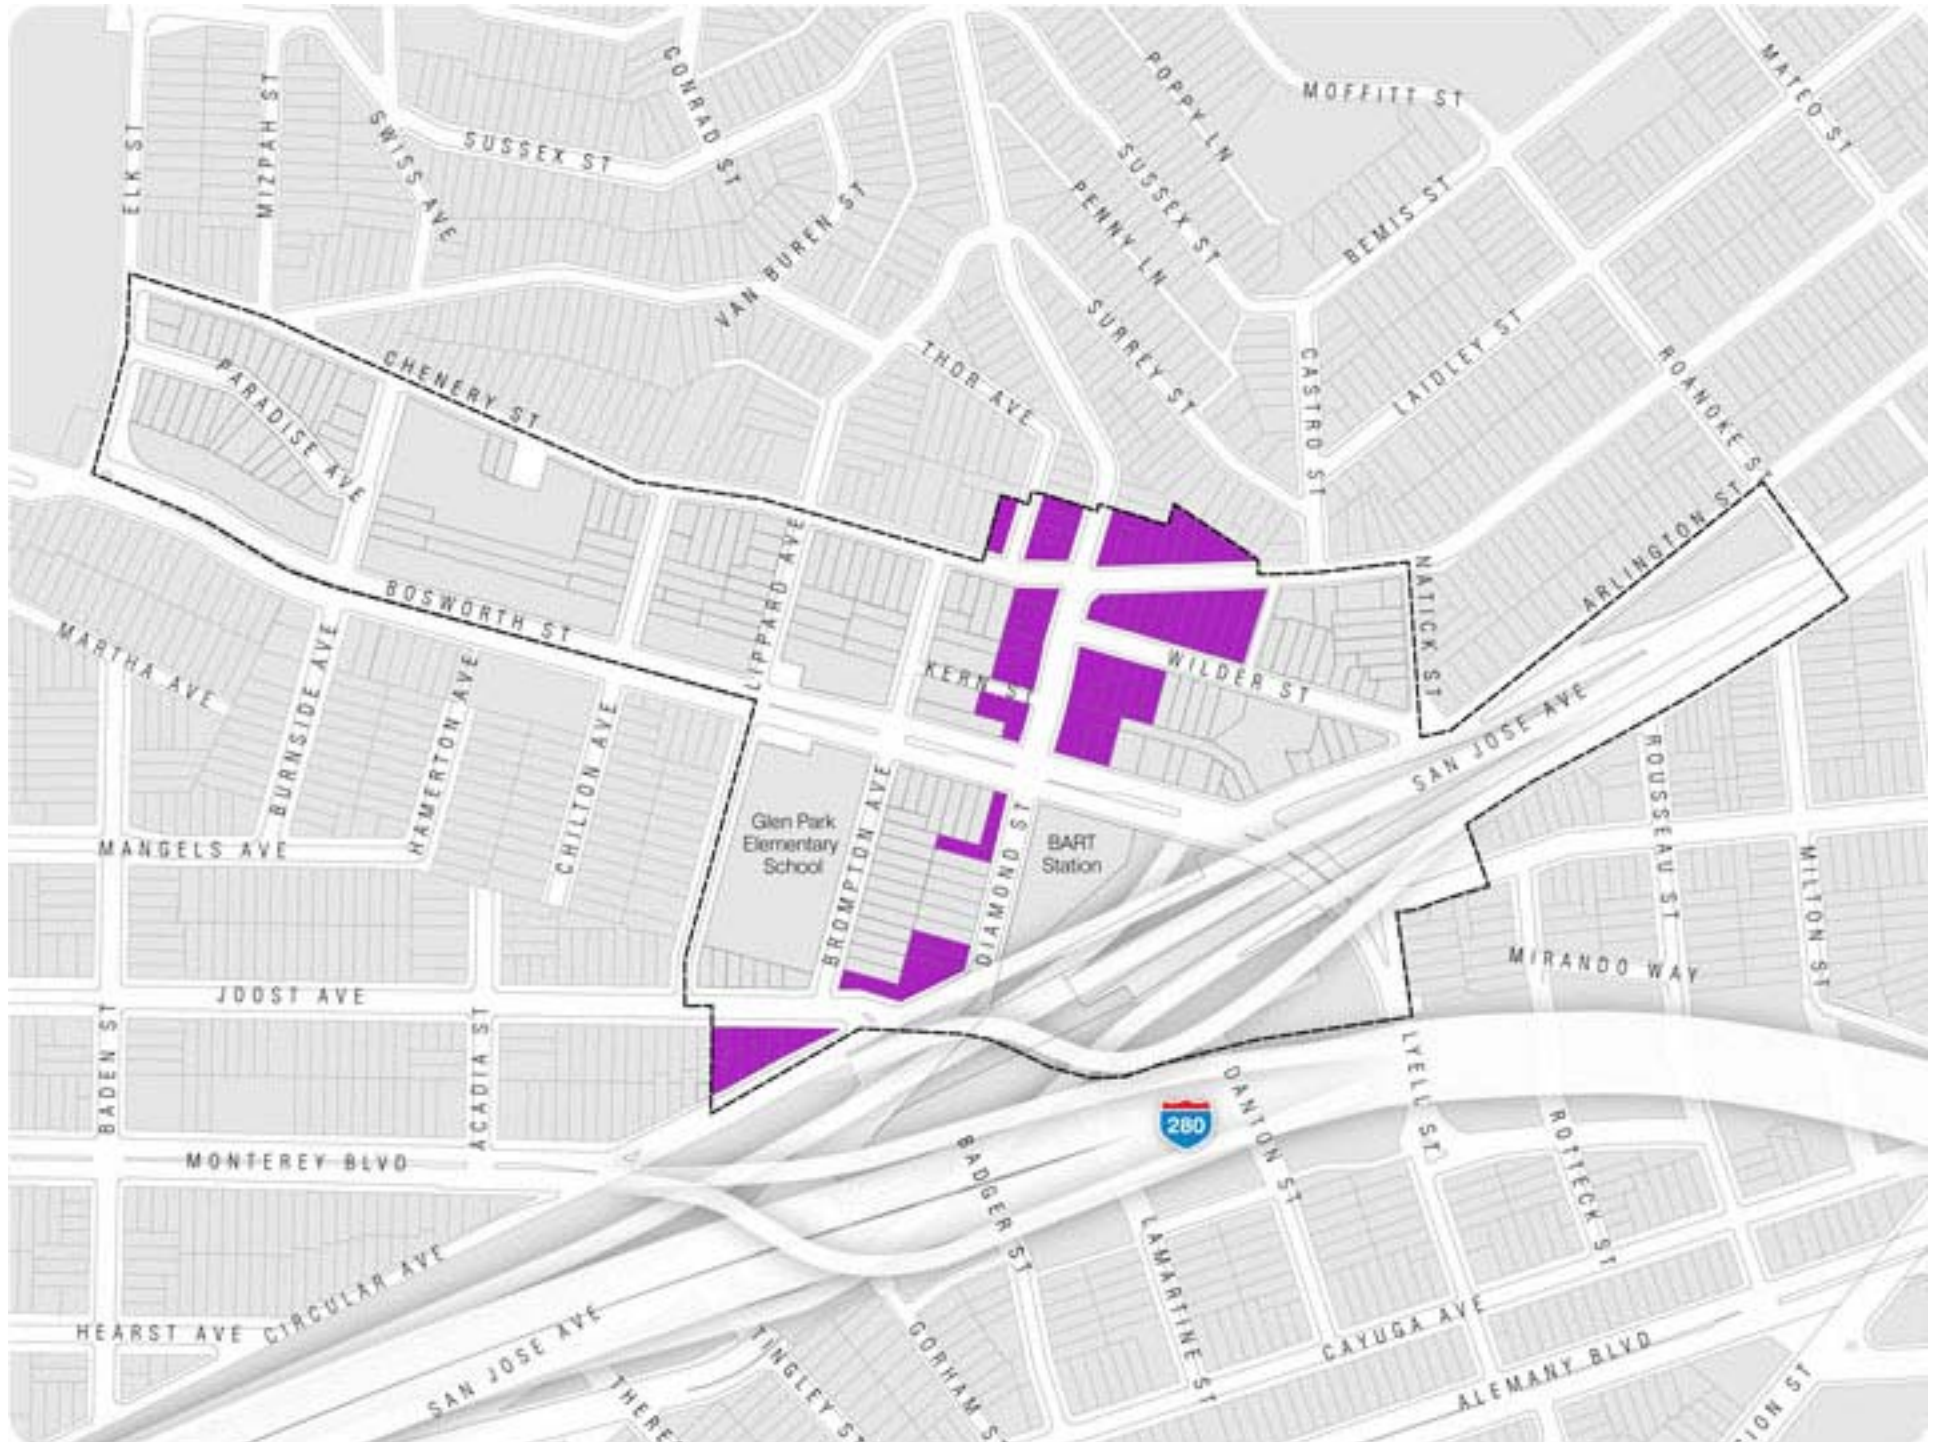 ELK ST
MIZPAH ST
SWISS AVE
SUSSEX ST
CONRAD ST
VAN BUREN ST
POPPY LN
MOFFITT ST
MATEO ST
SUSSEX ST
PENNY LN
BEMIS ST
SURREY ST
CASTRO ST
LAIDLEY ST
ROANOKE ST
THOR AVE
CHENERY ST
PARADISE AVE
ARLINGTON ST
NATICK ST
LIPPARD AVE
BOSWORTH ST
KERN ST
WILDER ST
MARTHA AVE
BURNSIDE AVE
HAMERTON AVE
CHILTON AVE
SAN JOSE AVE
ROUSSEAU ST
MILTON ST
MANGELS AVE
Glen Park
Elementary
School
BROMPTON AVE
DIAMOND ST
BART
Station
MIRANDO WAY
JOOST AVE
BADEN ST
ACADIA ST
LYELL ST
DANTON ST
280
ROTTECK ST
MONTEREY BLVD
BADGER ST
LAMARTINE ST
CIRCULAR AVE
HEARST AVE
SAN JOSE AVE
TINGLEY ST
GORHAM ST
CAYUGA AVE
ALEMANY BLVD
THERE
SION ST